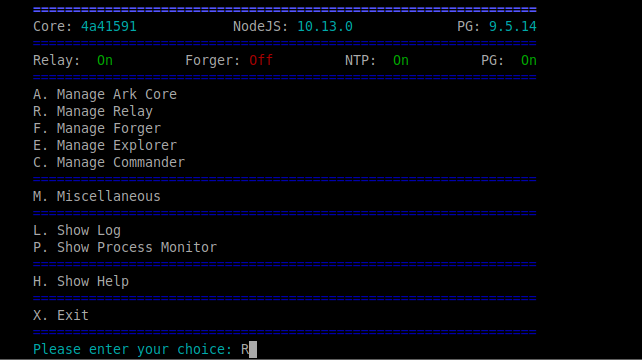 ======================================================================
Core: 4a41591 NodeJS: 10.13.0 PG: 9.5.14
======================================================================
Relay: On Forger: Off NTP: On PG: On
======================================================================
A. Manage Ark Core
R. Manage Relay
F. Manage Forger
E. Manage Explorer
C. Manage Commander
======================================================================
M. Miscellaneous
======================================================================
L. Show Log
P. Show Process Monitor
======================================================================
H. Show Help
======================================================================
X. Exit
======================================================================
Please enter your choice: R